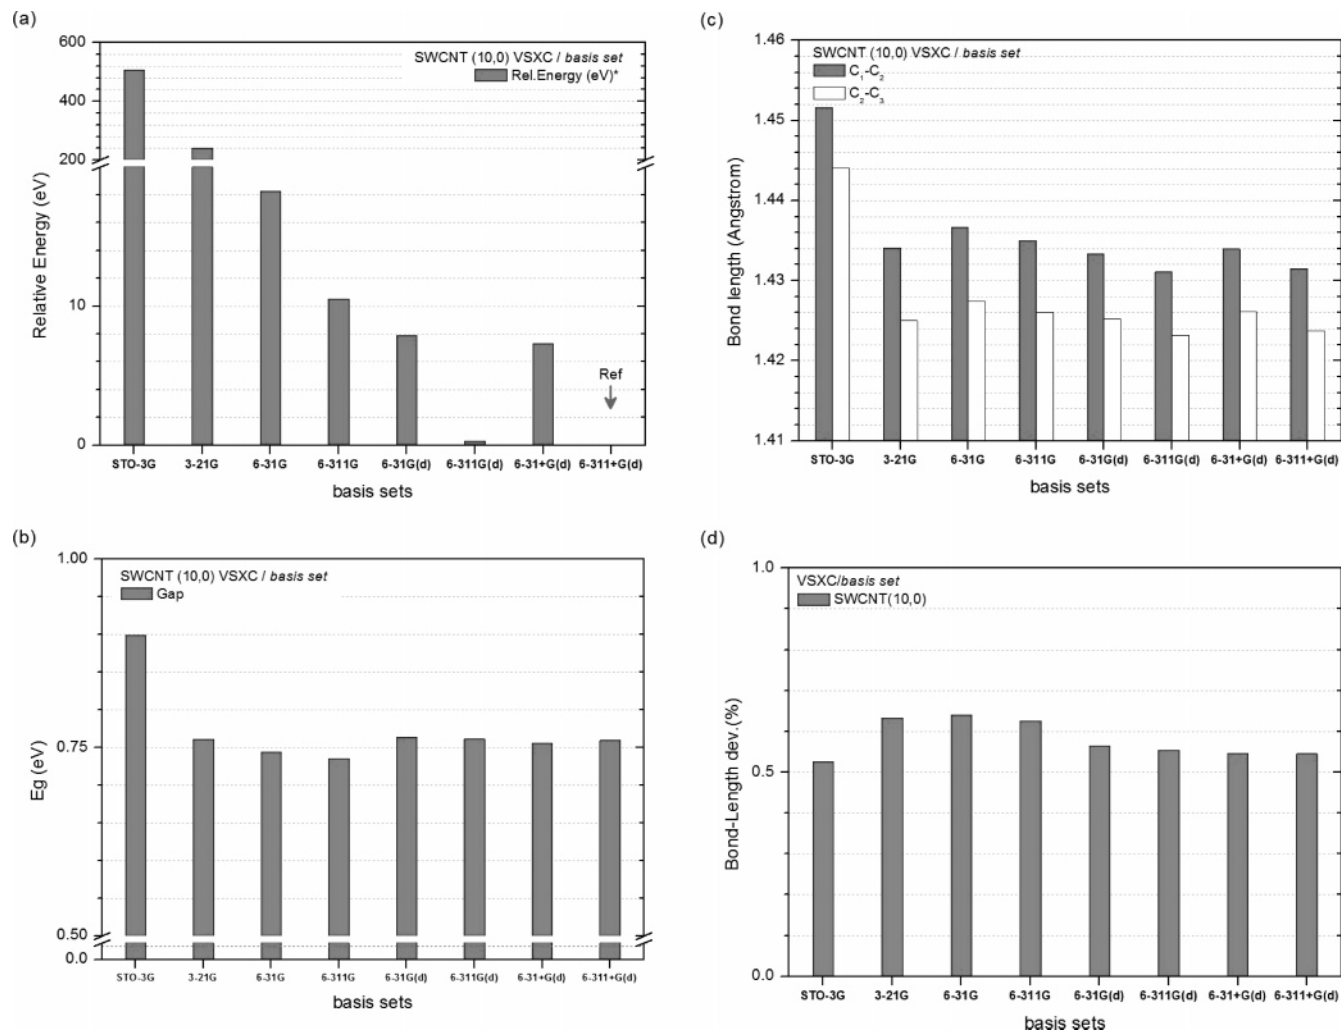 (a)
600
400
200
10
0
Relative Energy (eV)
SWCNT (10,0) VSXC / basis set
Rel.Energy (eV)*
Ref
STO-3G 3-21G 6-31G 6-311G 6-31G(d) 6-311G(d) 6-31+G(d) 6-311+G(d)
basis sets
(c)
1.46
1.45
1.44
1.43
1.42
1.41
Bond length (Angstrom)
SWCNT (10,0) VSXC / basis set
C₁-C₂
C₂-C₃
STO-3G 3-21G 6-31G 6-311G 6-31G(d) 6-311G(d) 6-31+G(d) 6-311+G(d)
basis sets
(b)
1.00
0.75
0.50
0.0
Eg (eV)
SWCNT (10,0) VSXC / basis set
Gap
STO-3G 3-21G 6-31G 6-311G 6-31G(d) 6-311G(d) 6-31+G(d) 6-311+G(d)
basis sets
(d)
1.0
0.5
0.0
Bond-Length dev.(%)
VSXC/basis set
SWCNT(10,0)
STO-3G 3-21G 6-31G 6-311G 6-31G(d) 6-311G(d) 6-31+G(d) 6-311+G(d)
basis sets